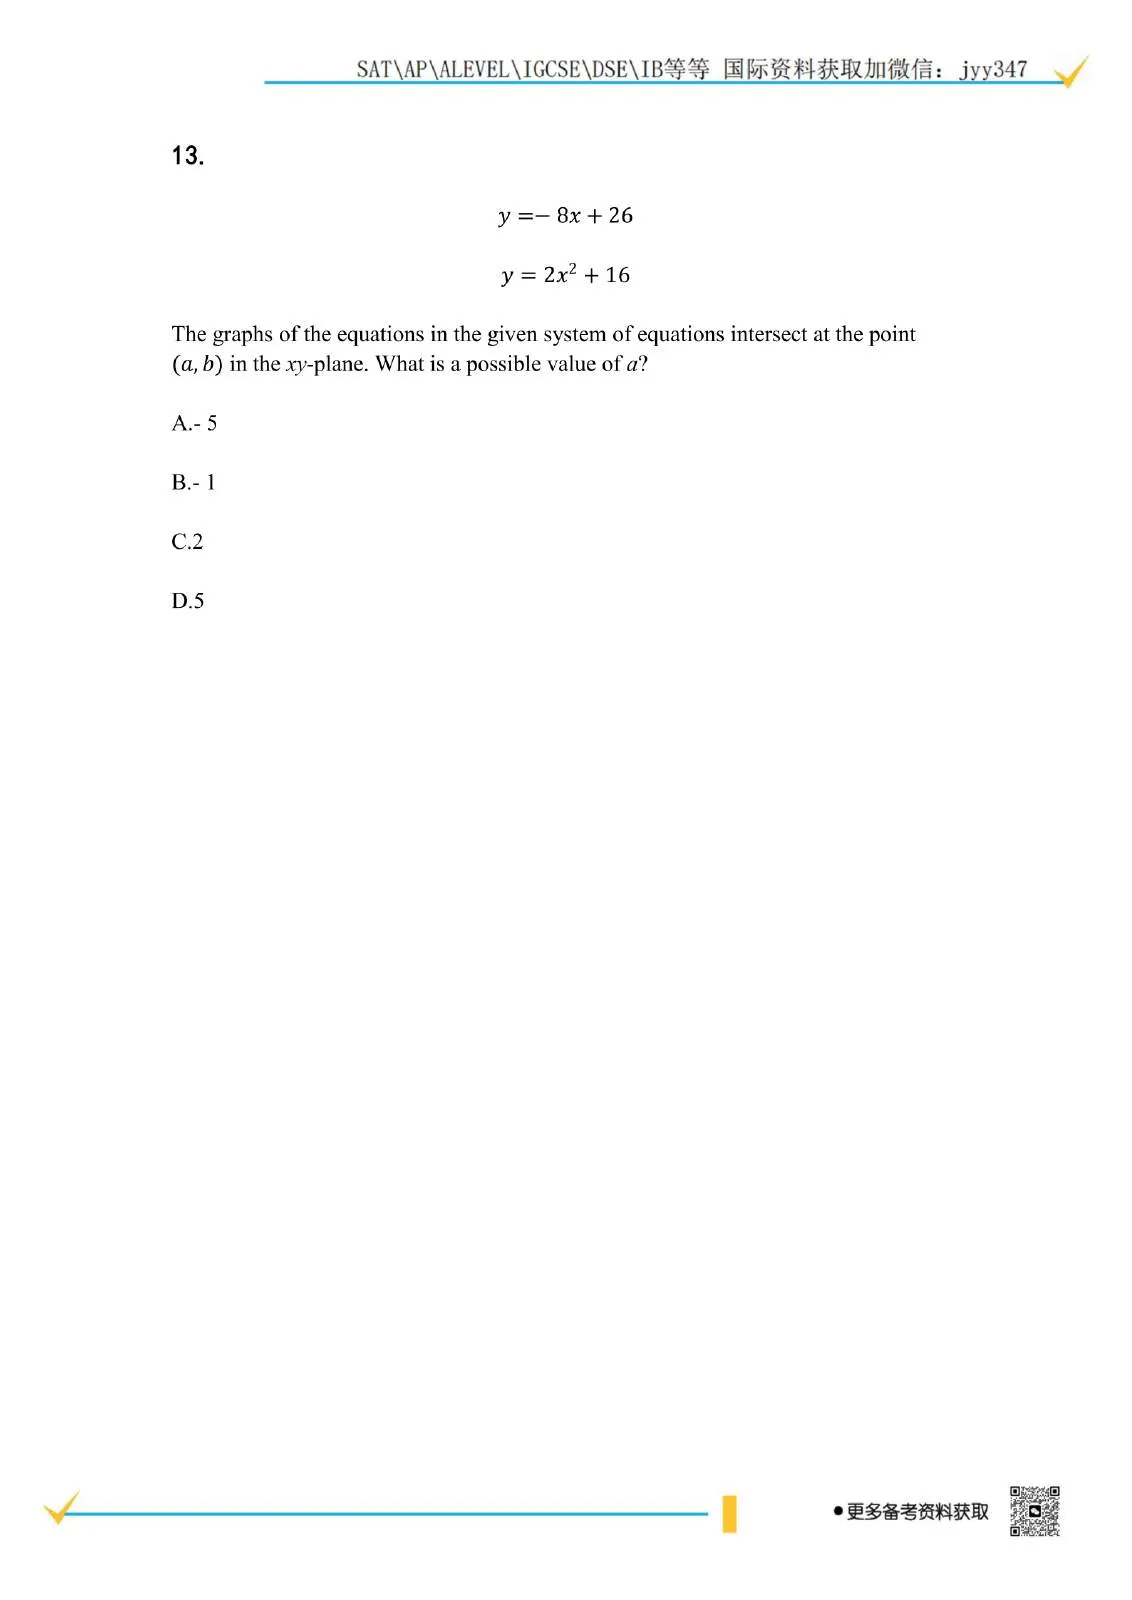 SAT\AP\ALEVEL\IGCSE\DSE\IB等等 国际资料获取加微信：jyy347
13.
y =− 8x + 26
y = 2x² + 16
The graphs of the equations in the given system of equations intersect at the point
(a, b) in the xy-plane. What is a possible value of a?
A.- 5
B.- 1
C.2
D.5
●更多备考资料获取